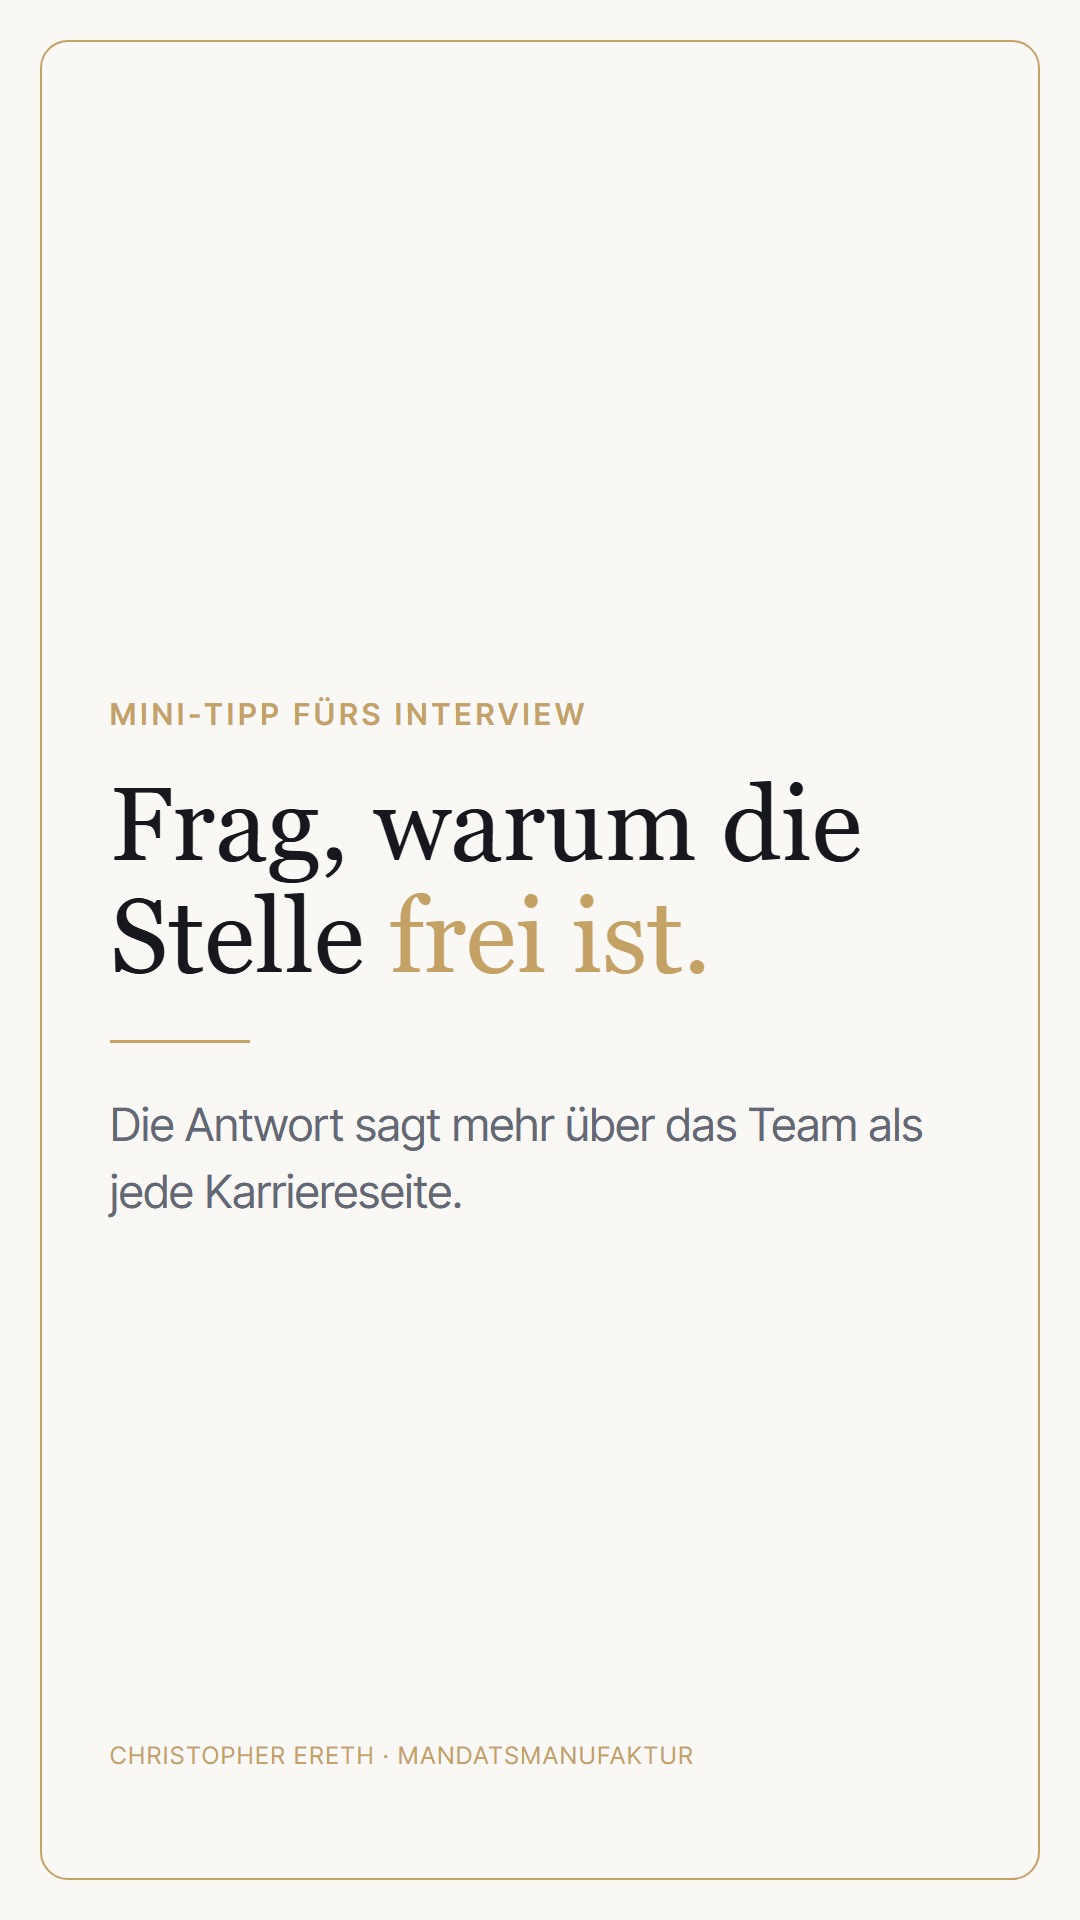 MINI-TIPP FÜRS INTERVIEW
Frag, warum die
Stelle frei ist.
Die Antwort sagt mehr über das Team als
jede Karriereseite.
CHRISTOPHER ERETH · MANDATSMANUFAKTUR